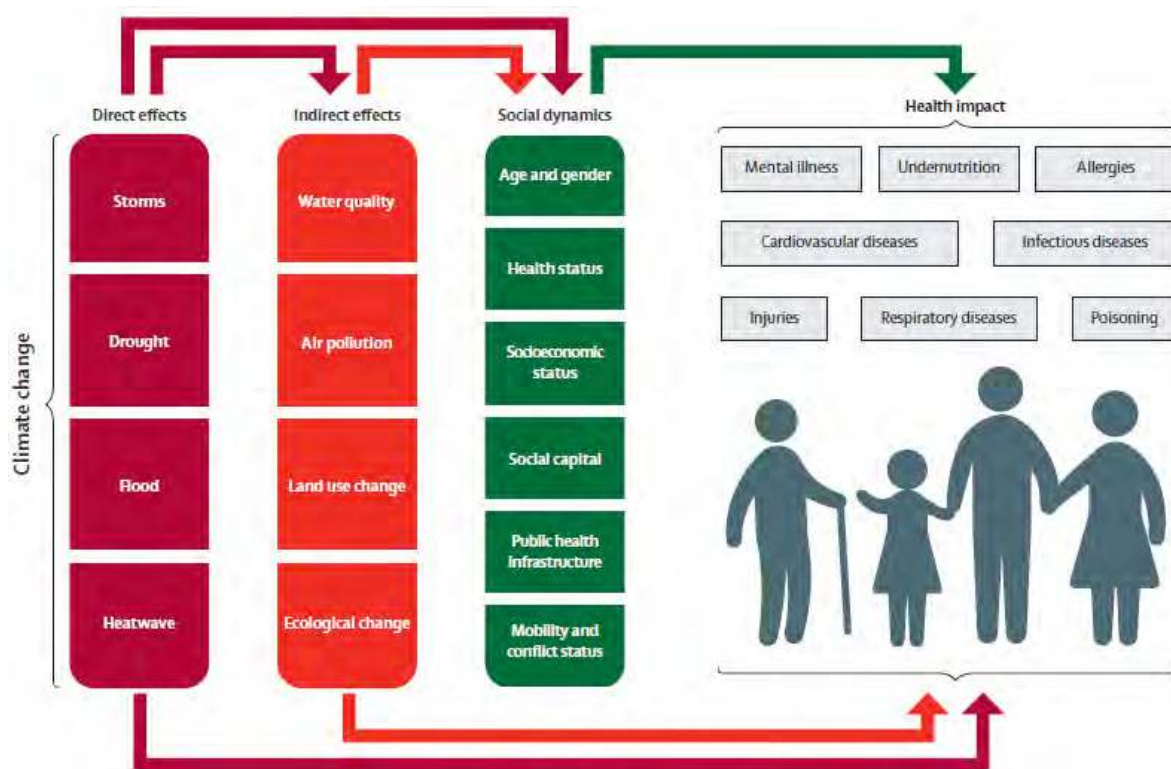 Direct effects
Indirect effects
Social dynamics
Health impact
Climate change
Storms
Drought
Flood
Heatwave
Water quality
Air pollution
Land use change
Ecological change
Age and gender
Health status
Socioeconomic
status
Social capital
Public health
infrastructure
Mobility and
conflict status
Mental illness
Undernutrition
Allergies
Cardiovascular diseases
Infectious diseases
Injuries
Respiratory diseases
Poisoning